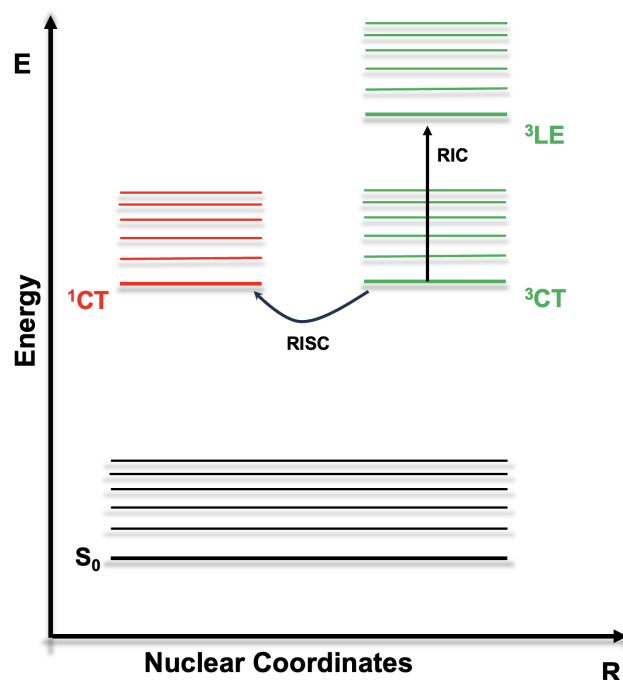 E
³LE
RIC
¹CT
³CT
RISC
Energy
S₀
Nuclear Coordinates
R